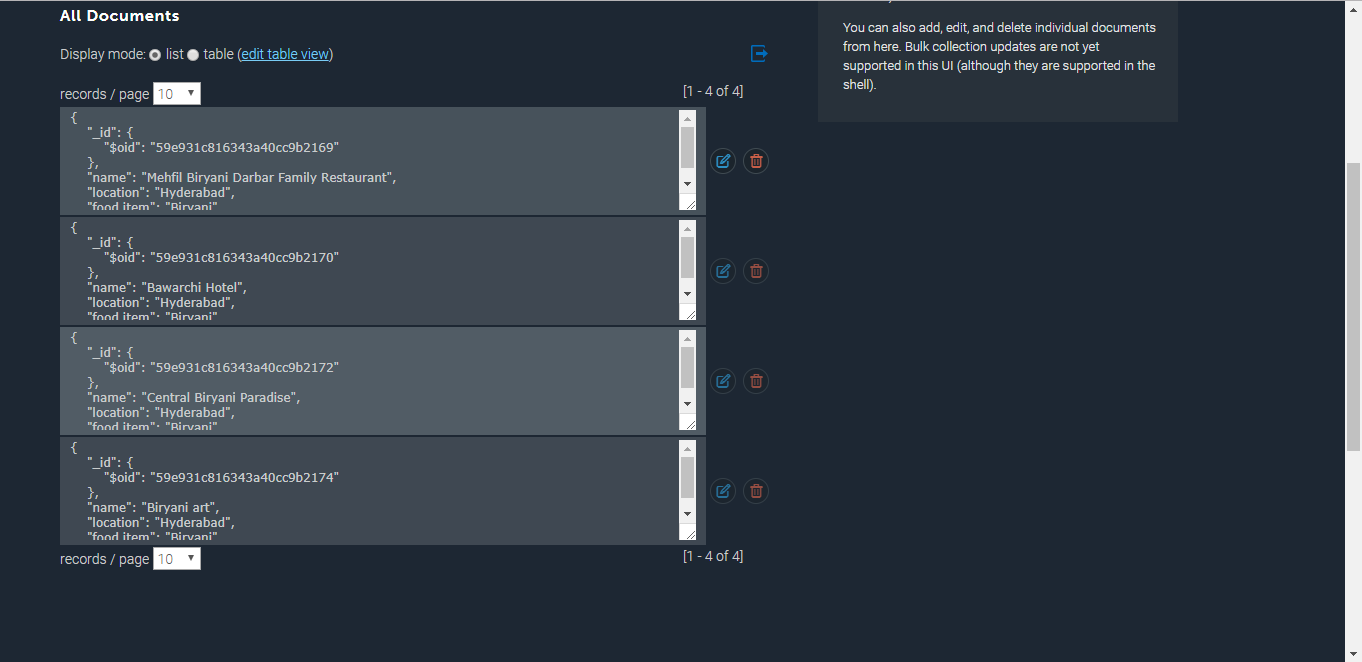 All Documents
Display mode: list table (edit table view)
records / page 10
[1 - 4 of 4]
{
"_id": {
"$oid": "59e931c816343a40cc9b2169"
},
"name": "Mehfil Biryani Darbar Family Restaurant",
"location": "Hyderabad",
"food item": "Biryani"
{
"_id": {
"$oid": "59e931c816343a40cc9b2170"
},
"name": "Bawarchi Hotel",
"location": "Hyderabad",
"food item": "Biryani"
{
"_id": {
"$oid": "59e931c816343a40cc9b2172"
},
"name": "Central Biryani Paradise",
"location": "Hyderabad",
"food item": "Biryani"
{
"_id": {
"$oid": "59e931c816343a40cc9b2174"
},
"name": "Biryani art",
"location": "Hyderabad",
"food item": "Biryani"
records / page 10
[1 - 4 of 4]
You can also add, edit, and delete individual documents
from here. Bulk collection updates are not yet
supported in this UI (although they are supported in the
shell).